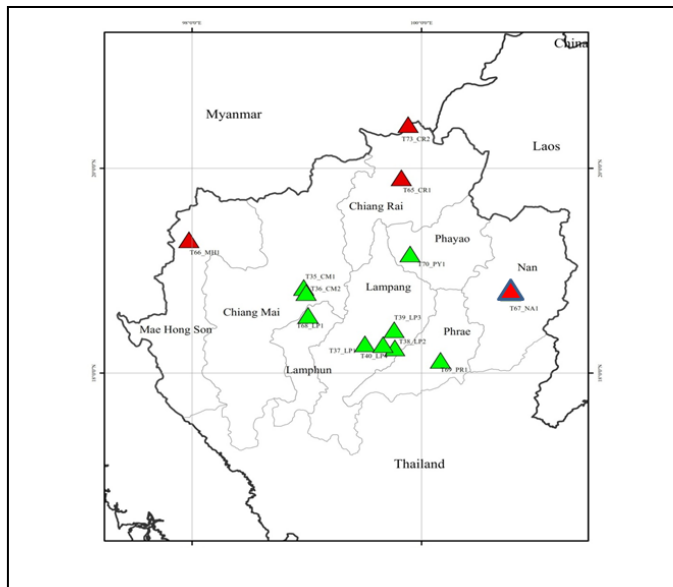 China
Myanmar
T73_CR2
Laos
T65_CR1
Chiang Rai
Phayao
T66_MH1
T70_PY1
Nan
T35_CM1
Lampang
T36_CM2
T67_NA1
Chiang Mai
T39_LP3
T68_LP1
Mae Hong Son
Phrae
T38_LP2
T37_LP1
T40_LP4
T69_PR1
Lamphun
Thailand